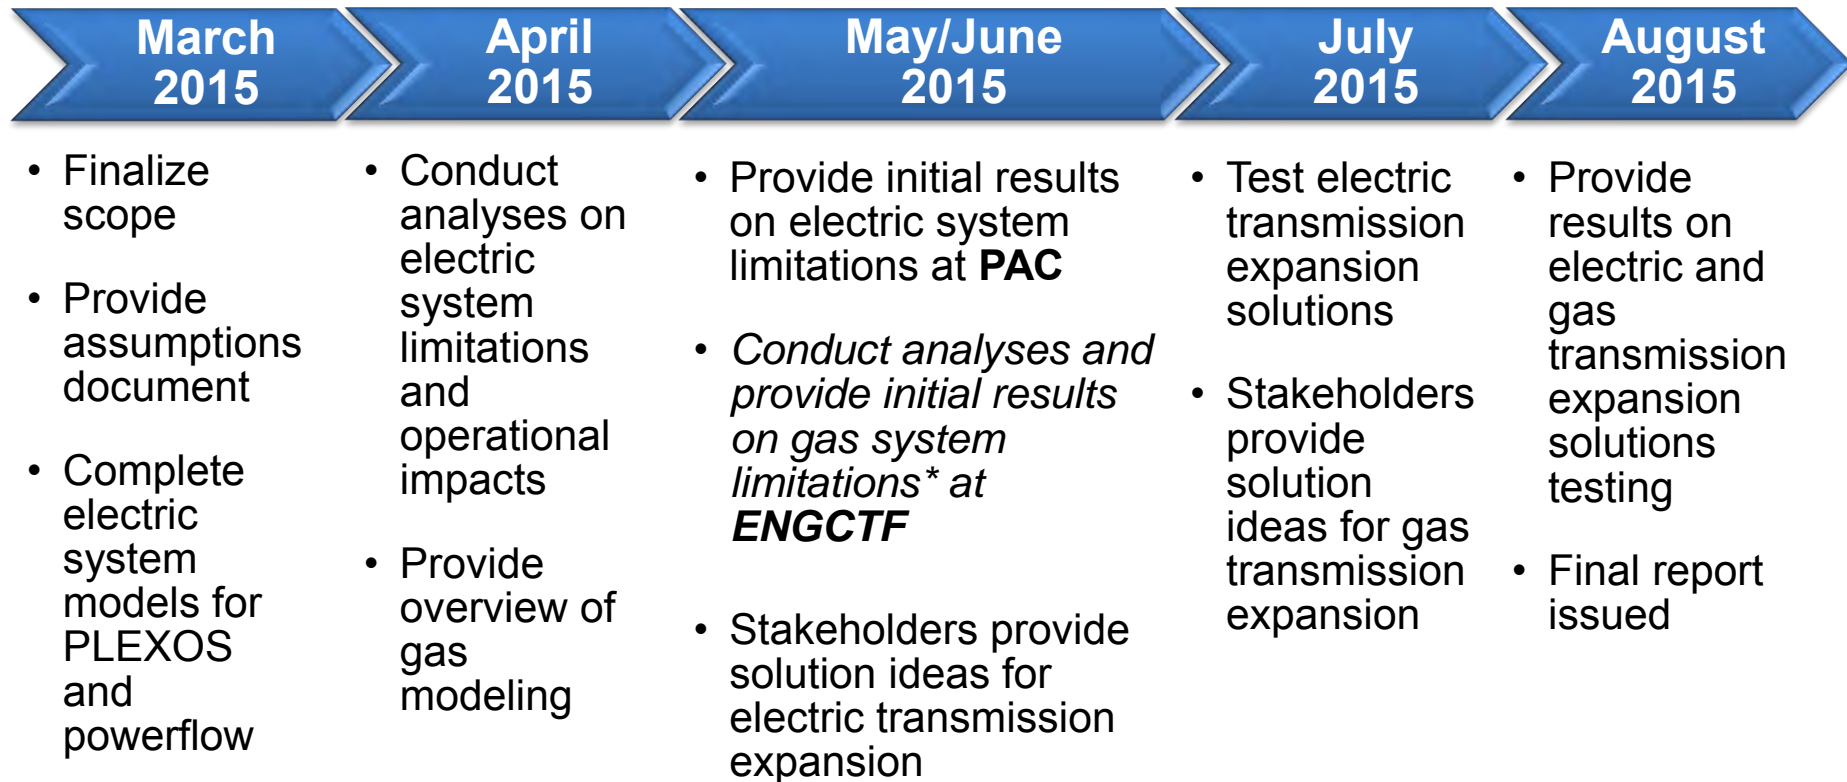 March
2015
April
2015
May/June
2015
July
2015
August
2015
• Finalize
scope
• Provide
assumptions
document
• Complete
electric
system
models for
PLEXOS
and
powerflow
• Conduct
analyses on
electric
system
limitations
and
operational
impacts
• Provide
overview of
gas
modeling
• Provide initial results
on electric system
limitations at PAC
• Conduct analyses and
provide initial results
on gas system
limitations* at
ENGCTF
• Stakeholders provide
solution ideas for
electric transmission
expansion
• Test electric
transmission
expansion
solutions
• Stakeholders
provide
solution
ideas for gas
transmission
expansion
• Provide
results on
electric and
gas
transmission
expansion
solutions
testing
• Final report
issued